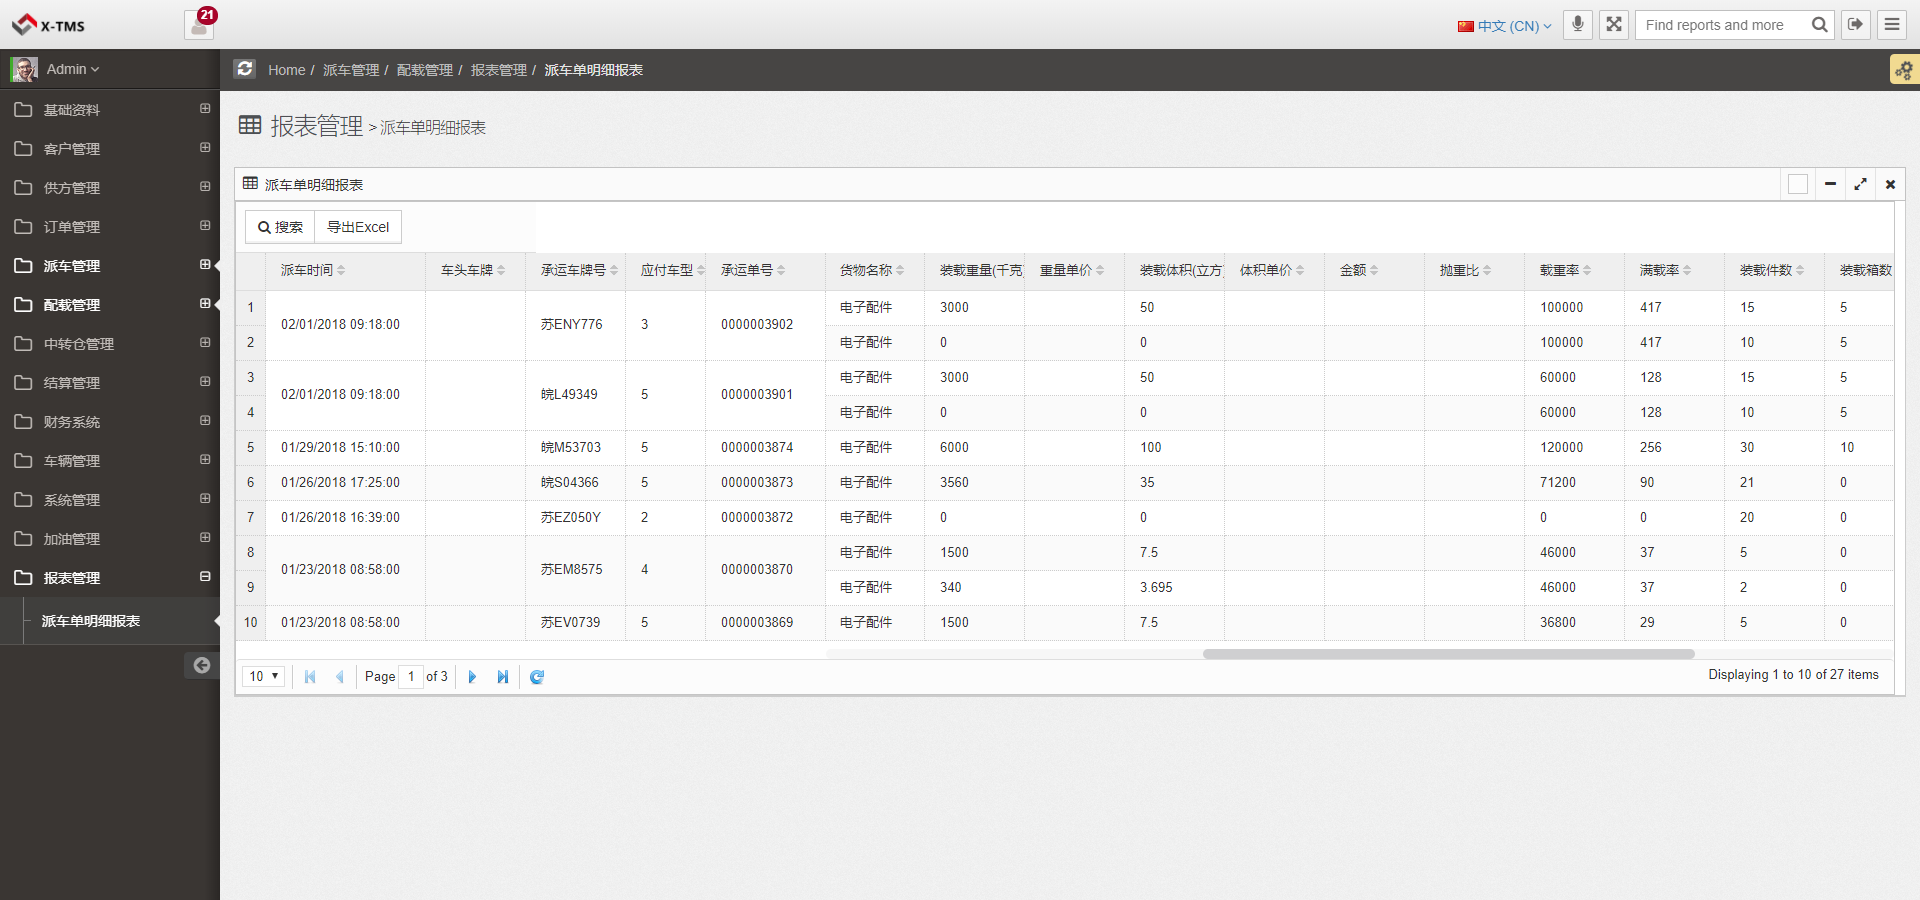 X-TMS
21
中文 (CN)
Find reports and more
Admin
Home / 派车管理 / 配载管理 / 报表管理 / 派车单明细报表
基础资料
客户管理
供方管理
订单管理
派车管理
配载管理
中转仓管理
结算管理
财务系统
车辆管理
系统管理
加油管理
报表管理
派车单明细报表
报表管理 > 派车单明细报表
派车单明细报表
搜索 导出Excel
派车时间 车头车牌 承运车牌号 应付车型 承运单号 货物名称 装载重量(千克) 重量单价 装载体积(立方) 体积单价 金额 抛重比 载重率 满载率 装载件数 装载箱数
1 02/01/2018 09:18:00 苏ENY776 3 0000003902 电子配件 3000 50 100000 417 15 5
2 电子配件 0 0 100000 417 10 5
3 02/01/2018 09:18:00 皖L49349 5 0000003901 电子配件 3000 50 60000 128 15 5
4 电子配件 0 0 60000 128 10 5
5 01/29/2018 15:10:00 皖M53703 5 0000003874 电子配件 6000 100 120000 256 30 10
6 01/26/2018 17:25:00 皖S04366 5 0000003873 电子配件 3560 35 71200 90 21 0
7 01/26/2018 16:39:00 苏EZ050Y 2 0000003872 电子配件 0 0 0 0 20 0
8 01/23/2018 08:58:00 苏EM8575 4 0000003870 电子配件 1500 7.5 46000 37 5 0
9 电子配件 340 3.695 46000 37 2 0
10 01/23/2018 08:58:00 苏EV0739 5 0000003869 电子配件 1500 7.5 36800 29 5 0
10 Page 1 of 3
Displaying 1 to 10 of 27 items